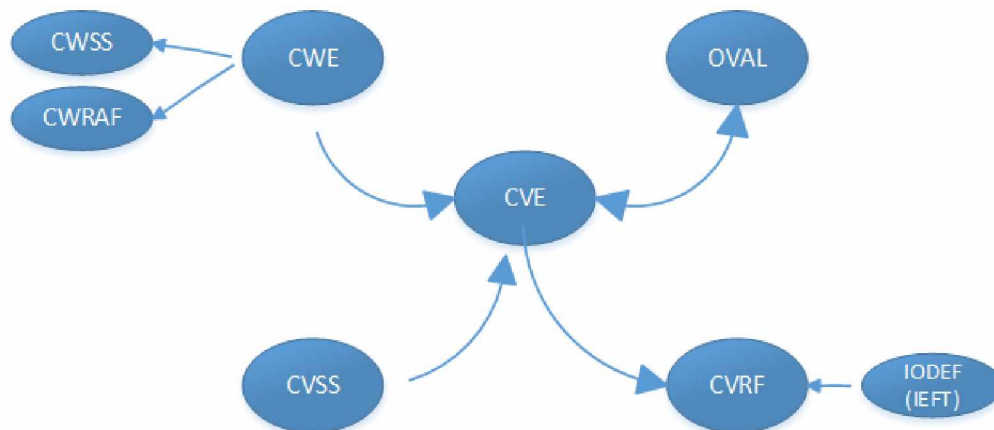 CWSS
CWE
OVAL
CWRAF
CVE
CVSS
CVRF
IODEF
(IEFT)